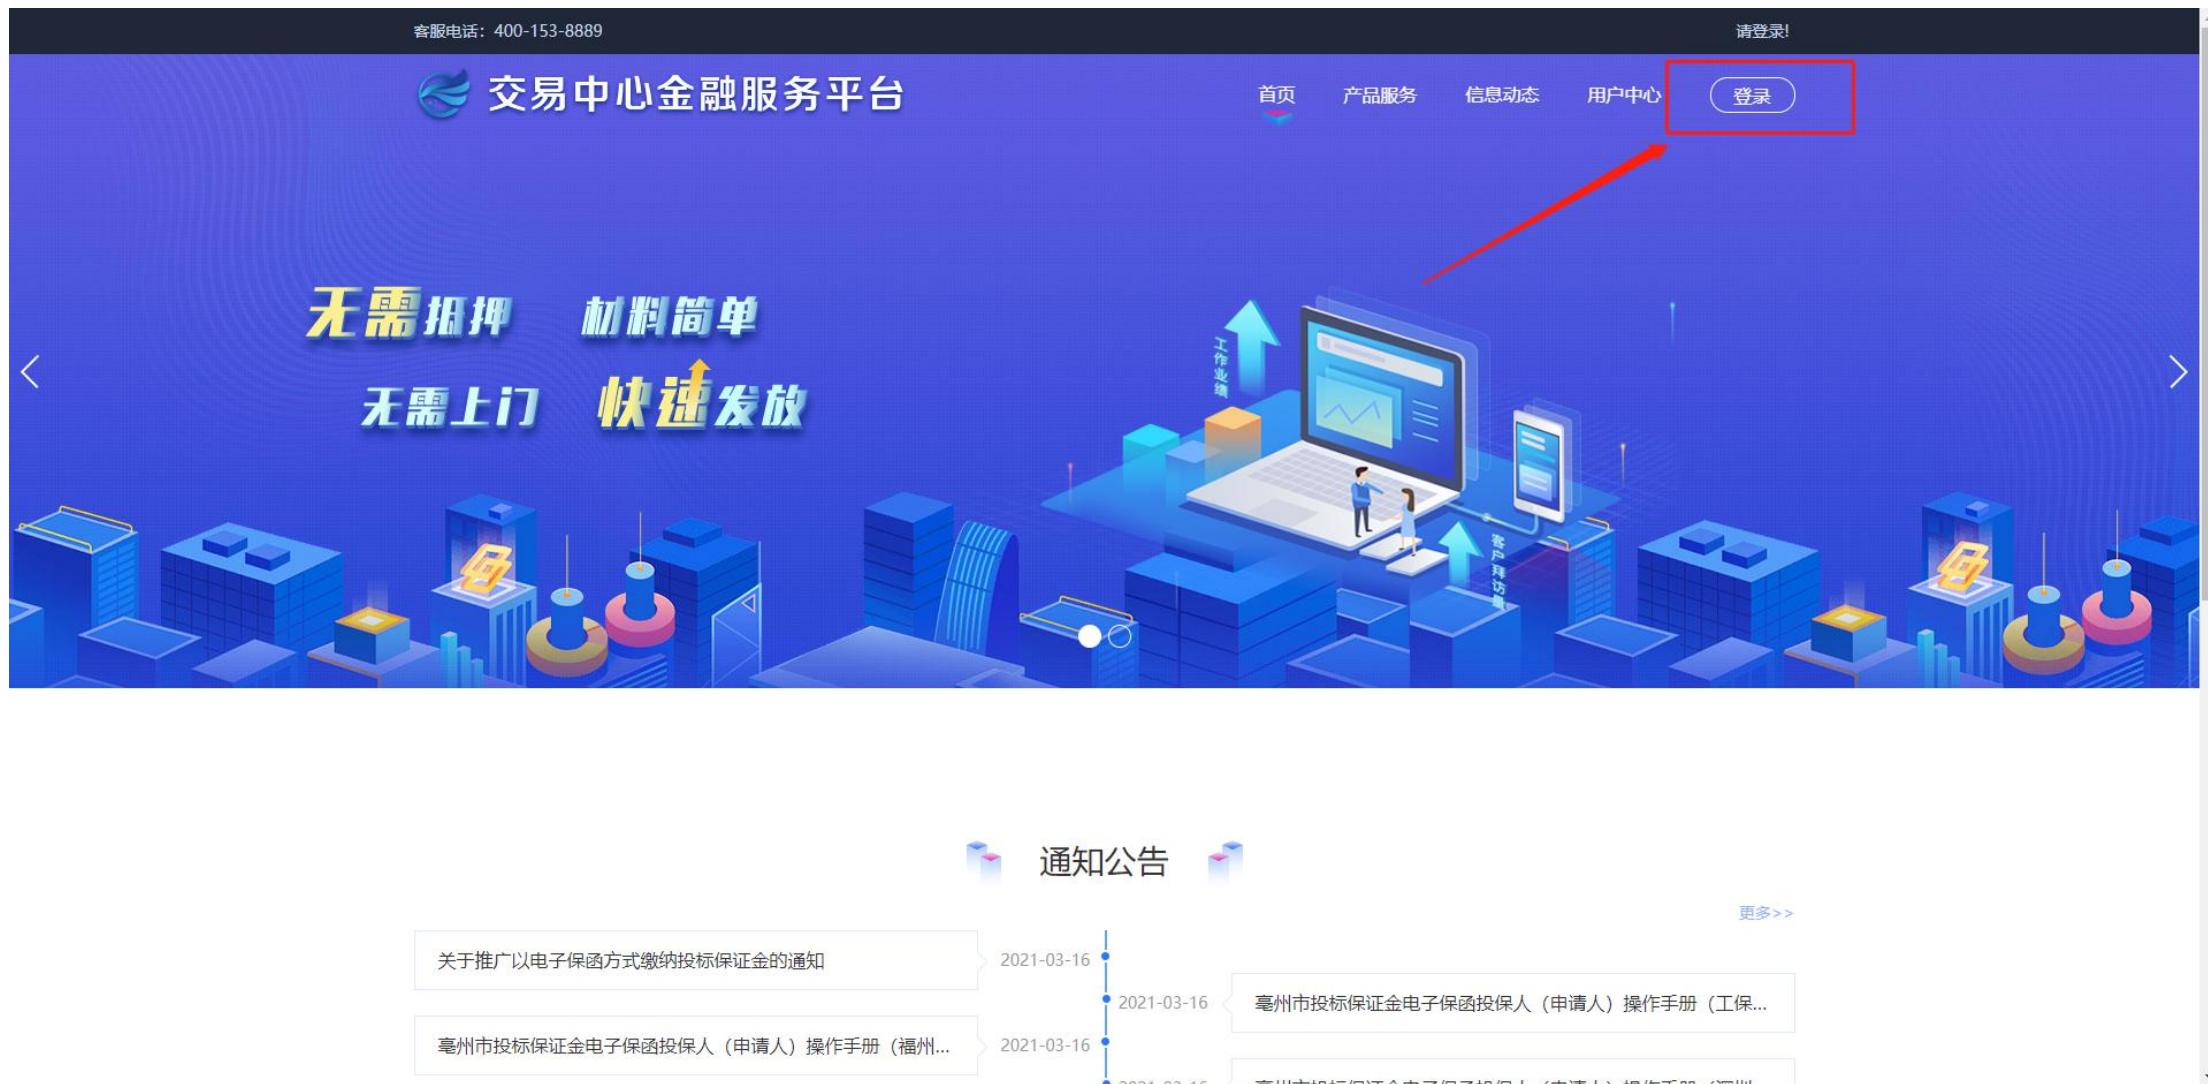 客服电话：400-153-8889
请登录!
交易中心金融服务平台
首页 产品服务 信息动态 用户中心 登录
无需抵押 材料简单
无需上门 快速发放
工作业绩
客户拜访量
通知公告
更多>>
关于推广以电子保函方式缴纳投标保证金的通知
2021-03-16
2021-03-16
亳州市投标保证金电子保函投保人（申请人）操作手册（工保...
亳州市投标保证金电子保函投保人（申请人）操作手册（福州...
2021-03-16